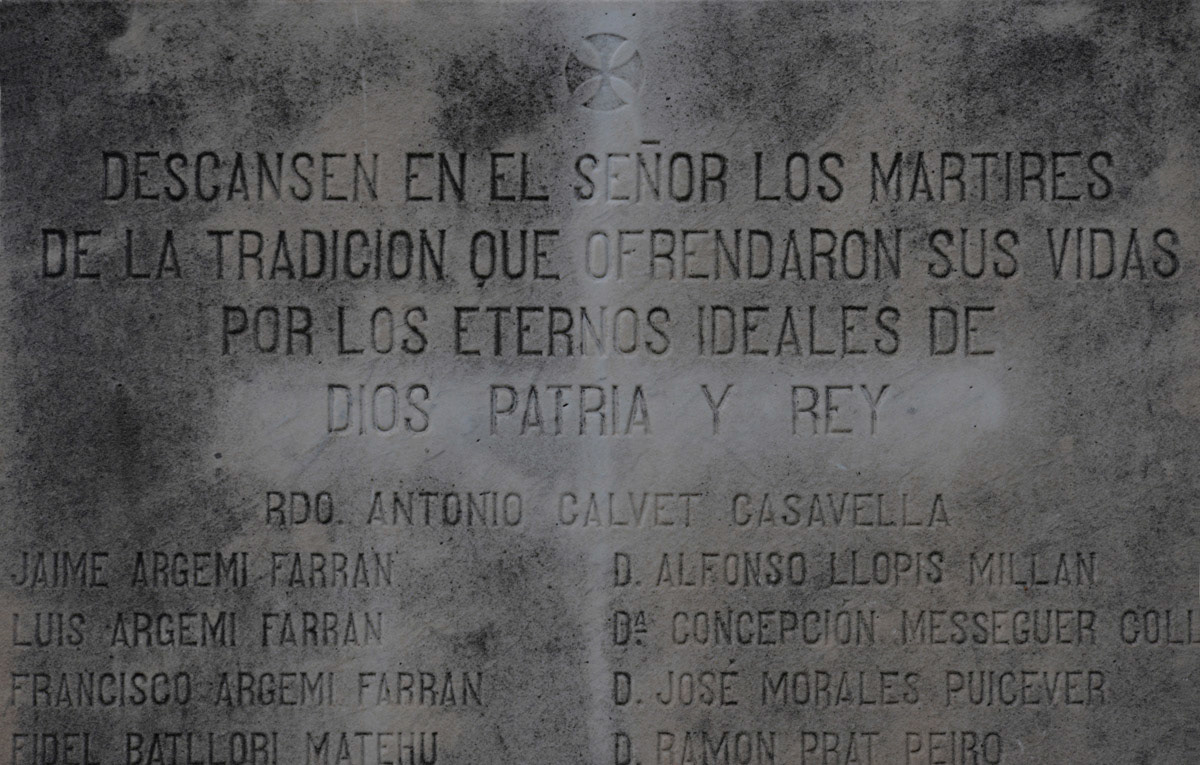 DESCANSEN EN EL SEÑOR LOS MARTIRES
DE LA TRADICION QUE OFRENDARON SUS VIDAS
POR LOS ETERNOS IDEALES DE
DIOS PATRIA Y REY
RDO. ANTONIO CALVET CASAVELLA
JAIME ARGEMI FARRAN
LUIS ARGEMI FARRAN
FRANCISCO ARGEMI FARRAN
FIDEL BATLLORI MATEHU
D. ALFONSO LLOPIS MILLAN
Dª. CONCEPCIÓN MESSEGUER
D. JOSÉ MORALES PUICEVER
D. RAMON PRAT PEIRO